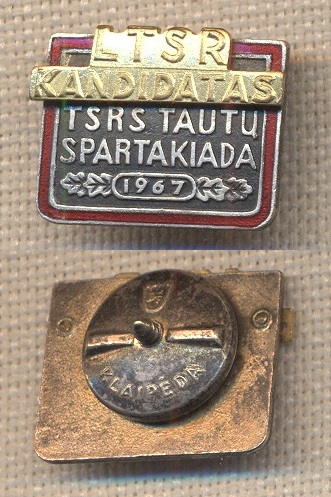 LTSR
KANDIDATAS
TSRS TAUTŲ
SPARTAKIADA
1967
KLAIPĖDA